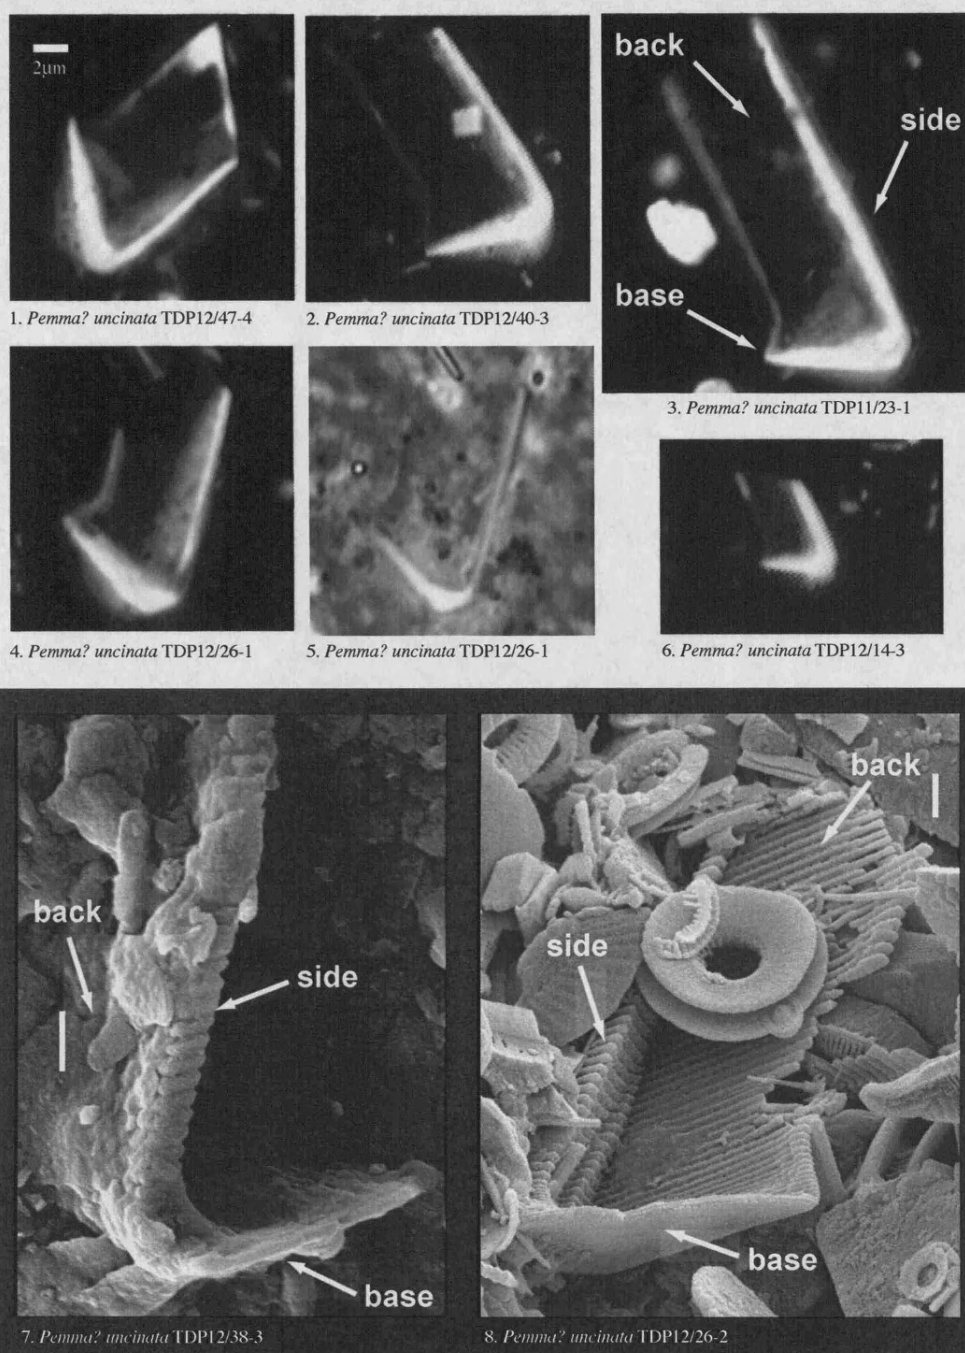 2µm
1. Pemma? uncinata TDP12/47-4
2. Pemma? uncinata TDP12/40-3
back
side
base
3. Pemma? uncinata TDP11/23-1
4. Pemma? uncinata TDP12/26-1
5. Pemma? uncinata TDP12/26-1
6. Pemma? uncinata TDP12/14-3
back
side
base
7. Pemma? uncinata TDP12/38-3
back
side
base
8. Pemma? uncinata TDP12/26-2